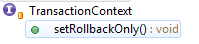 TransactionContext
setRollbackOnly() : void